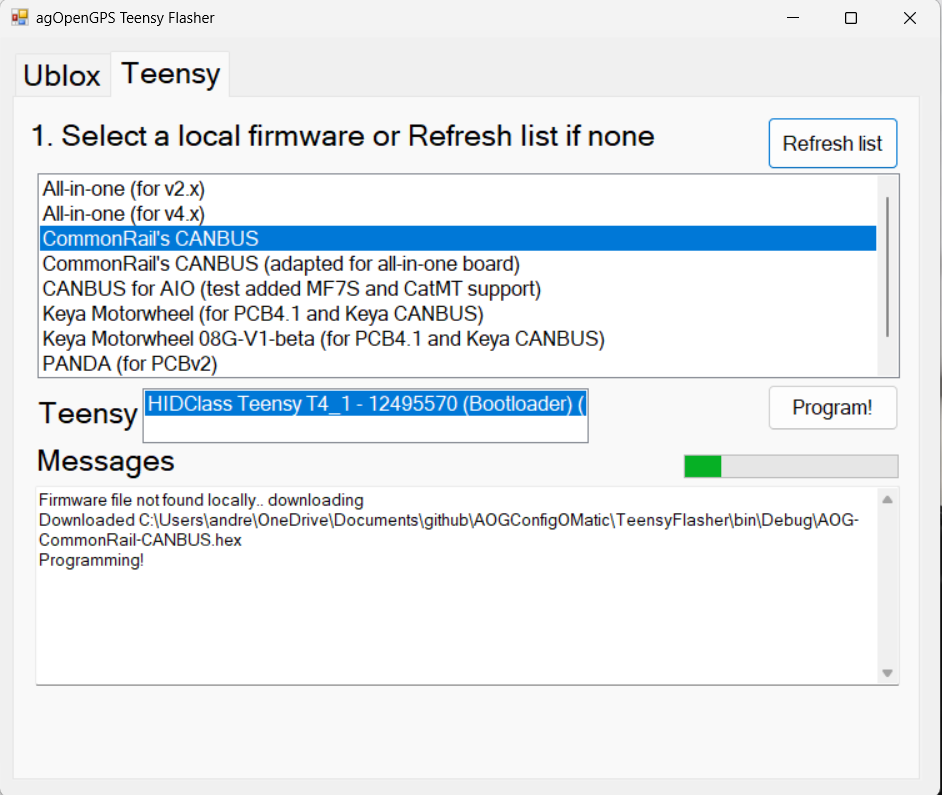 agOpenGPS Teensy Flasher
Ublox
Teensy
1. Select a local firmware or Refresh list if none
Refresh list
All-in-one (for v2.x)
All-in-one (for v4.x)
CommonRail's CANBUS
CommonRail's CANBUS (adapted for all-in-one board)
CANBUS for AIO (test added MF7S and CatMT support)
Keya Motorwheel (for PCB4.1 and Keya CANBUS)
Keya Motorwheel 08G-V1-beta (for PCB4.1 and Keya CANBUS)
PANDA (for PCBv2)
Teensy
HIDClass Teensy T4_1 - 12495570 (Bootloader) (
Program!
Messages
Firmware file not found locally.. downloading
Downloaded C:\Users\andre\OneDrive\Documents\github\AOGConfigOMatic\TeensyFlasher\bin\Debug\AOG-
CommonRail-CANBUS.hex
Programming!